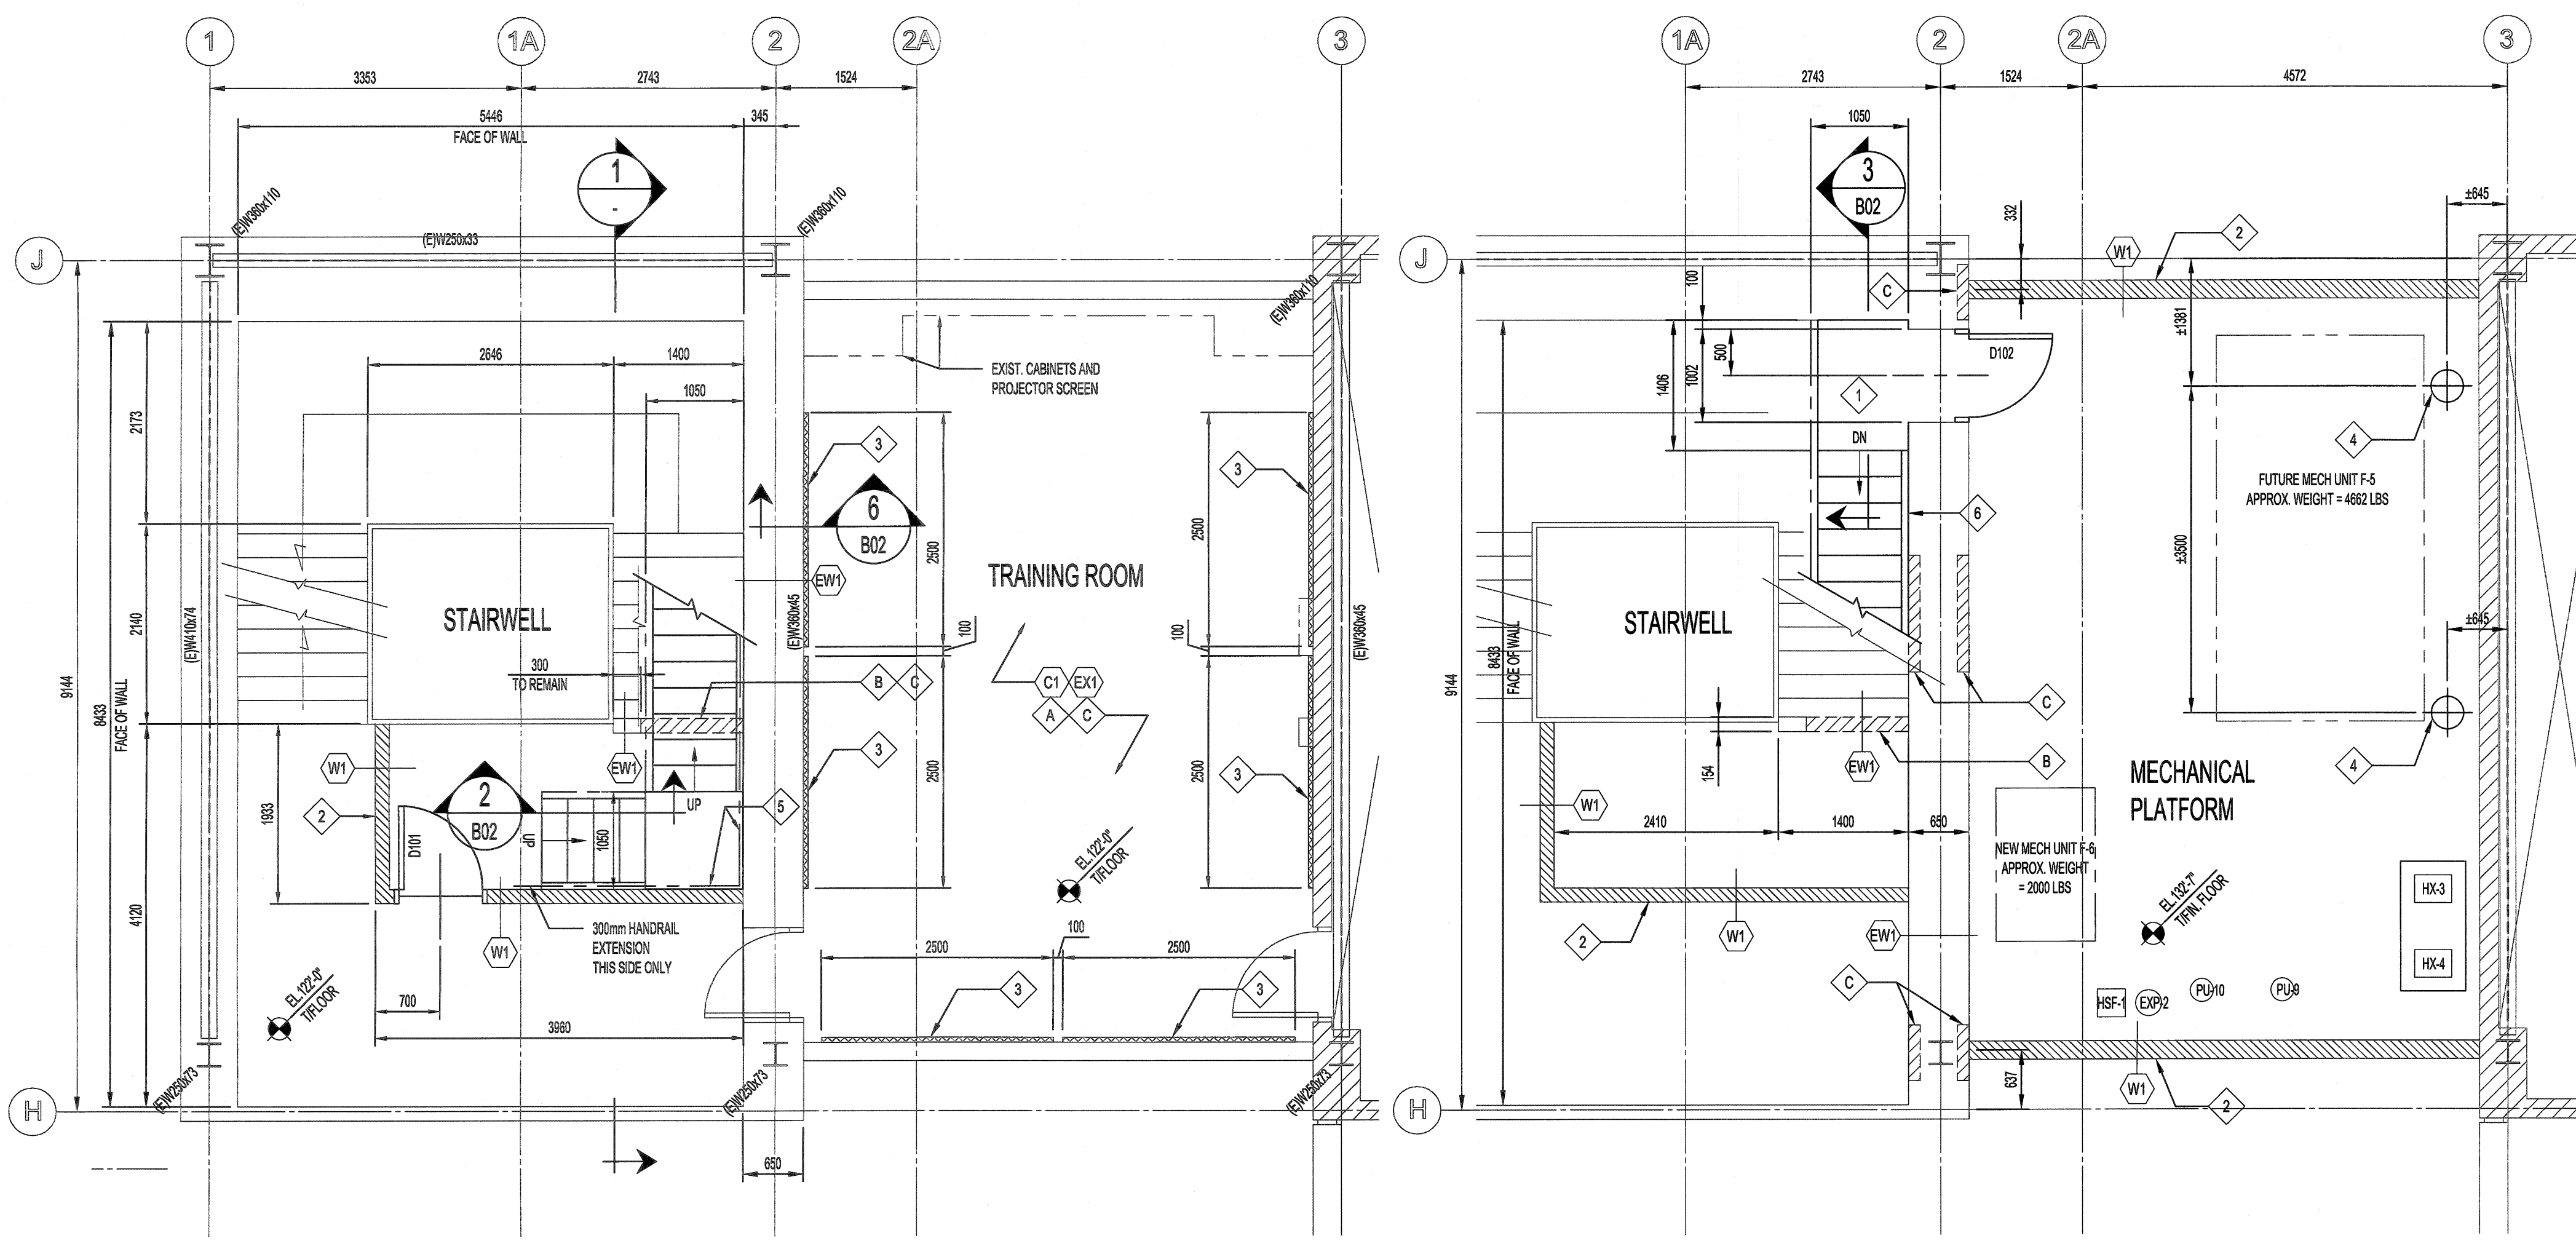 1
1A
2
2A
3
1A
2
2A
3
3353
2743
1524
2743
1524
4572
5446
345
FACE OF WALL
1050
1
-
3
B02
(E)W360x110
(E)W360x110
(E)W250x33
J
J
332
±645
W1
2
100
C
(E)W360x110
±1381
2646
1400
1050
EXIST. CABINETS AND
PROJECTOR SCREEN
1406
1002
500
D102
1
DN
2173
3
3
3
4
6
B02
2500
2500
6
FUTURE MECH UNIT F-5
APPROX. WEIGHT = 4662 LBS
±3500
EW1
TRAINING ROOM
STAIRWELL
STAIRWELL
2140
(E)W410x74
(E)W360x45
(E)W360x45
100
100
±645
300
TO REMAIN
B
C
C1
EX1
A
C
C
9144
8433
FACE OF WALL
9144
8433
FACE OF WALL
W1
EW1
3
3
2500
2500
154
EW1
B
4
MECHANICAL
PLATFORM
2
1933
2
B02
D101
UP
UP
1050
5
W1
2410
1400
650
NEW MECH UNIT F-6
APPROX. WEIGHT
= 2000 LBS
EL.122'-0"
T/FLOOR
EL.132'-7"
T/FIN. FLOOR
HX-3
HX-4
4120
300mm HANDRAIL
EXTENSION
THIS SIDE ONLY
W1
100
2500
2500
3
3
2
W1
EW1
C
EL.122'-0"
T/FLOOR
700
3960
HSF-1
EXP-2
PU-10
PU-9
(E)W250x73
(E)W250x73
(E)W250x73
637
W1
2
H
H
650